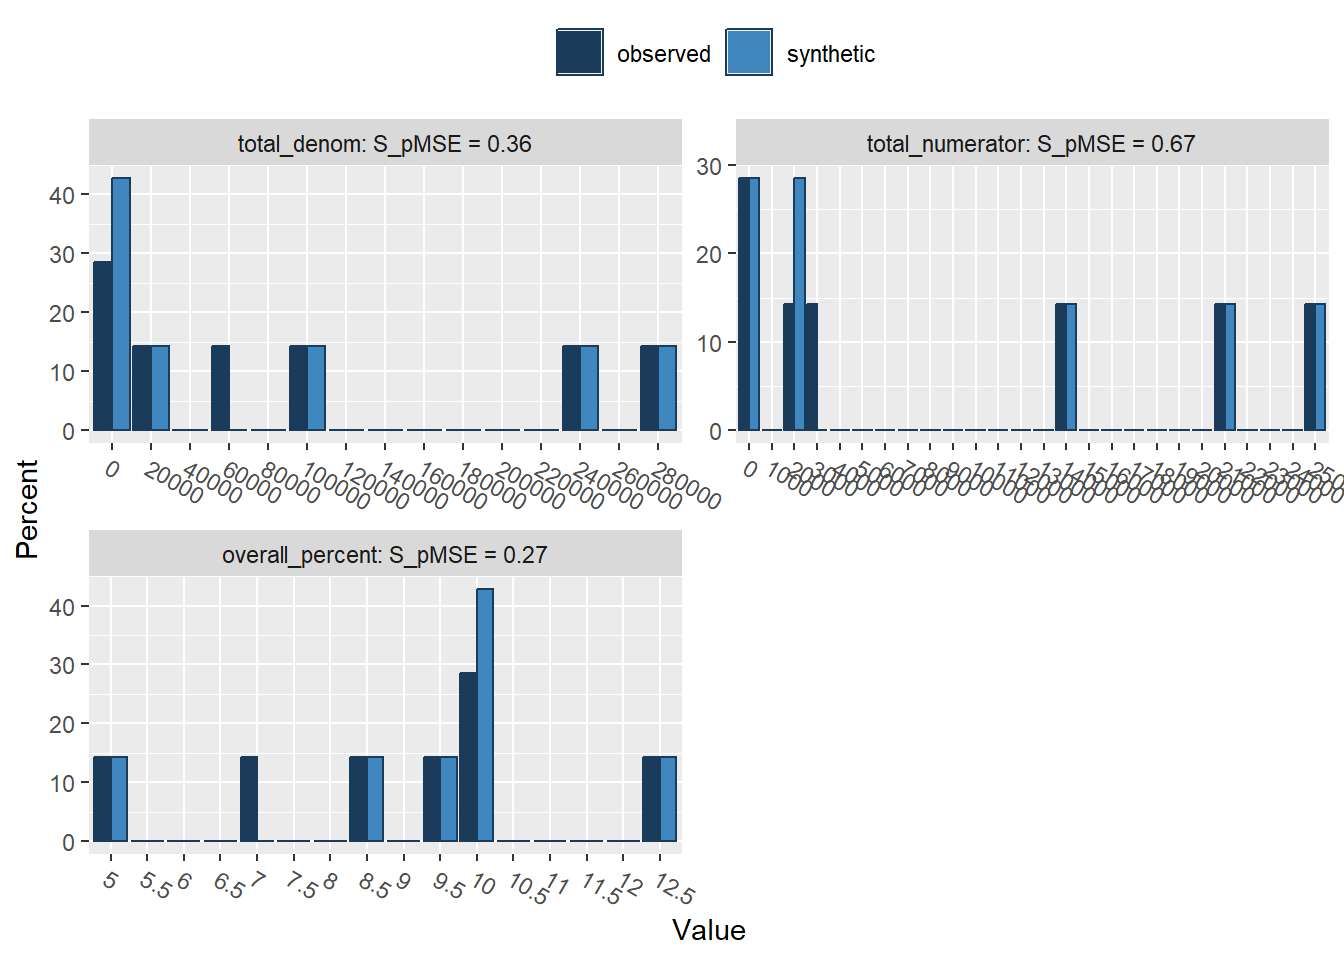 observed synthetic
total_denom: S_pMSE = 0.36
40
30
20
10
0
0 20000 40000 60000 80000 100000 120000 140000 160000 180000 200000 220000 240000 260000 280000
total_numerator: S_pMSE = 0.67
30
20
10
0
overall_percent: S_pMSE = 0.27
40
30
20
10
0
5 5.5 6 6.5 7 7.5 8 8.5 9 9.5 10 10.5 11 11.5 12 12.5
Percent
Value